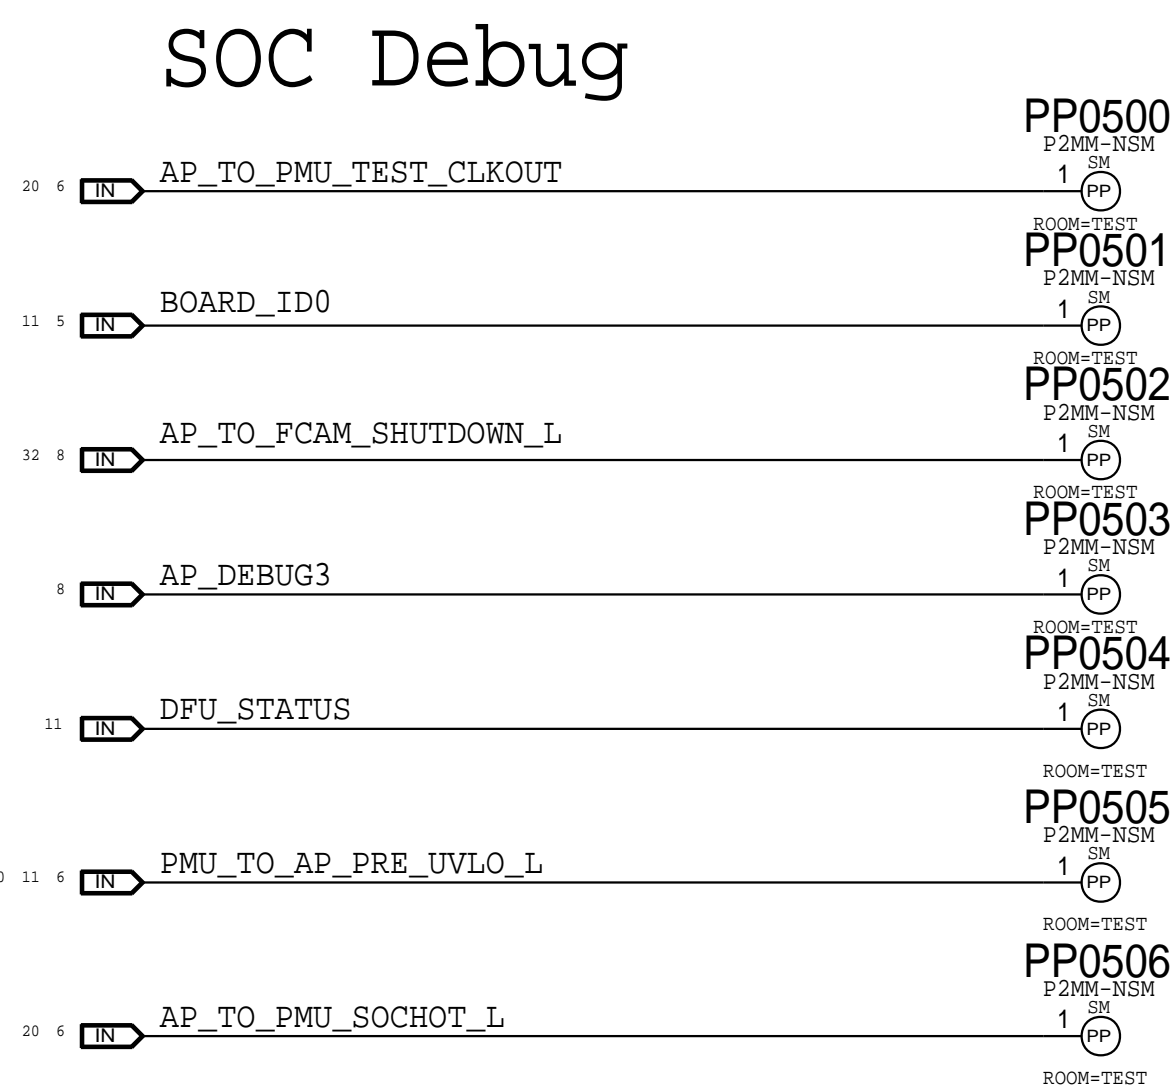 SOC Debug
PP0500
P2MM-NSM
SM
20 6 IN AP_TO_PMU_TEST_CLKOUT 1 PP
ROOM=TEST
PP0501
P2MM-NSM
SM
11 5 IN BOARD_ID0 1 PP
ROOM=TEST
PP0502
P2MM-NSM
SM
32 8 IN AP_TO_FCAM_SHUTDOWN_L 1 PP
ROOM=TEST
PP0503
P2MM-NSM
SM
8 IN AP_DEBUG3 1 PP
ROOM=TEST
PP0504
P2MM-NSM
SM
11 IN DFU_STATUS 1 PP
ROOM=TEST
PP0505
P2MM-NSM
SM
11 6 IN PMU_TO_AP_PRE_UVLO_L 1 PP
ROOM=TEST
PP0506
P2MM-NSM
SM
20 6 IN AP_TO_PMU_SOCHOT_L 1 PP
ROOM=TEST